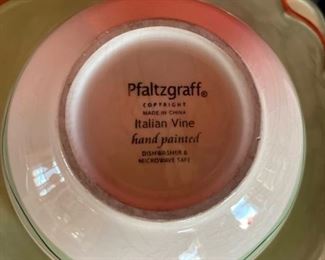 Pfaltzgraff®
COPYRIGHT
MADE IN CHINA
Italian Vine
hand painted
DISHWASHER &
MICROWAVE SAFE